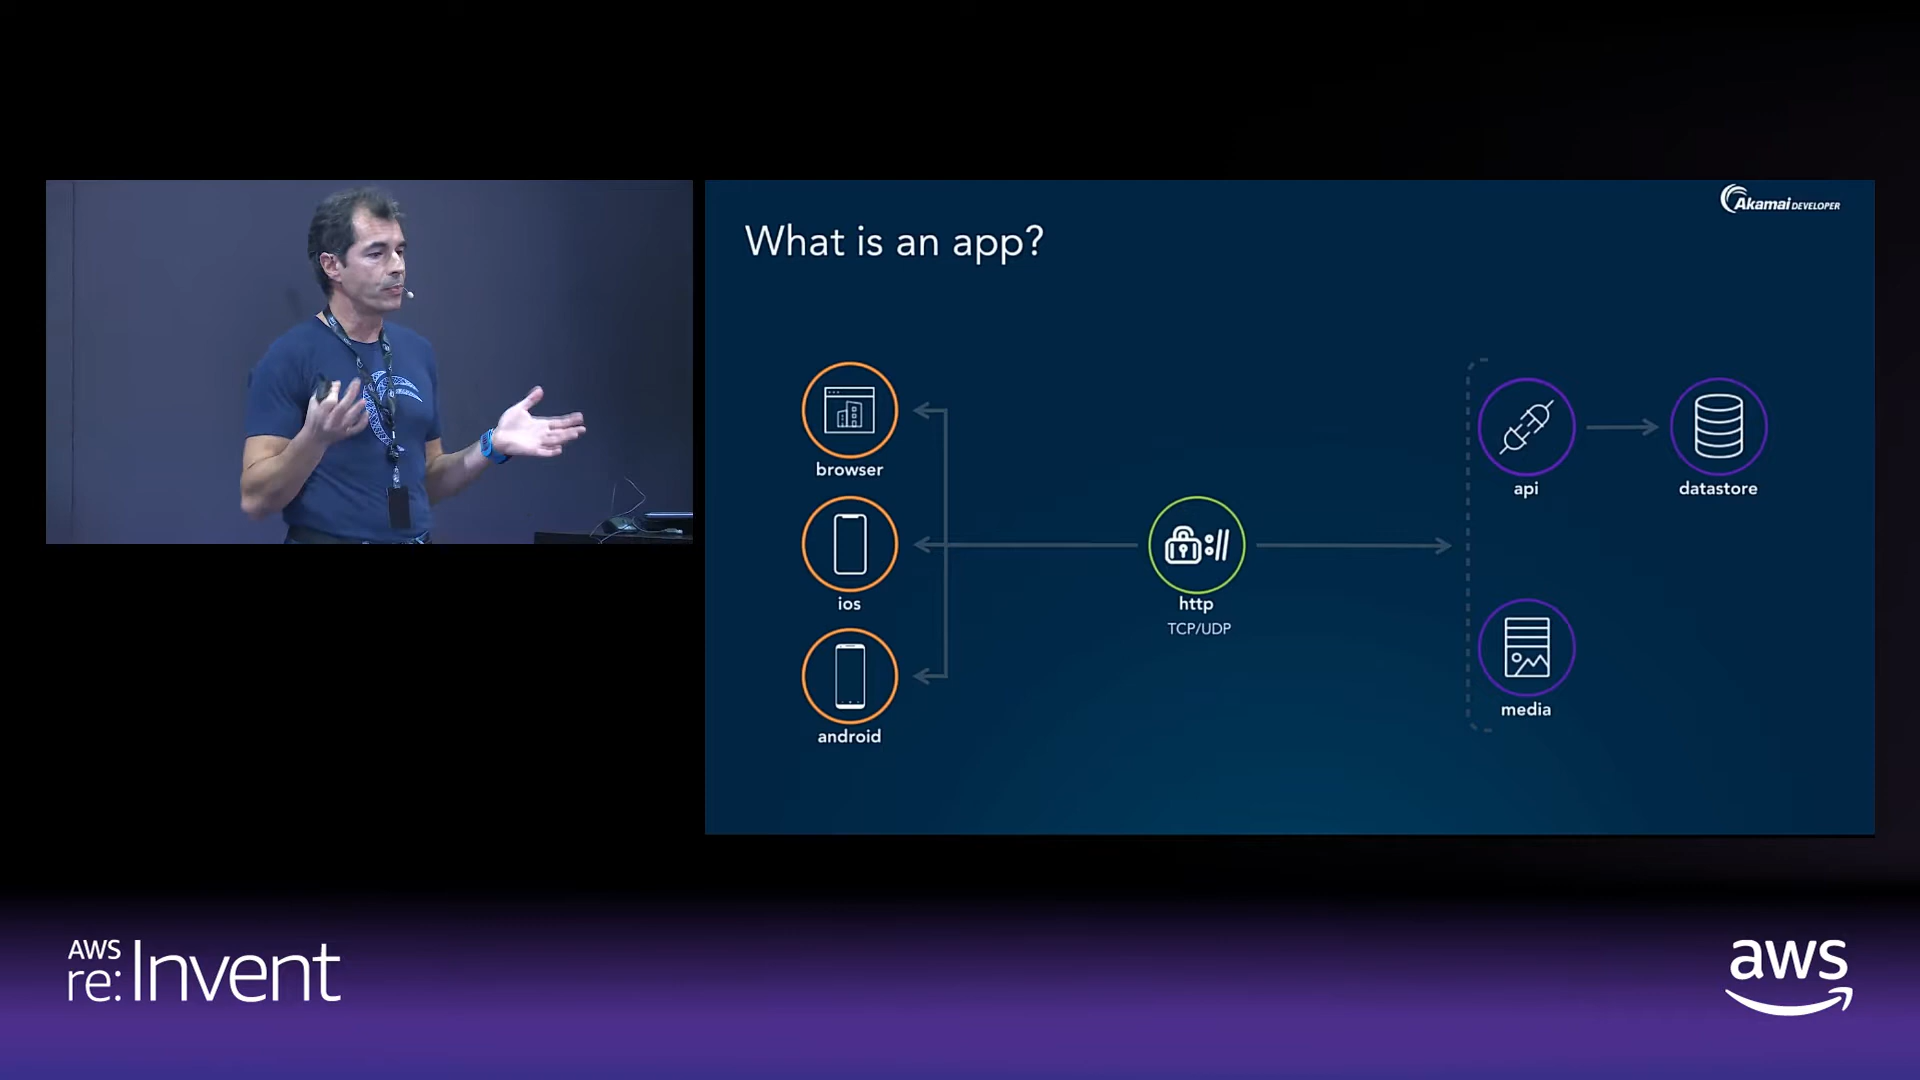 Akamai DEVELOPER
What is an app?
browser
ios
android
http
TCP/UDP
api
datastore
media
AWS
re:Invent
aws